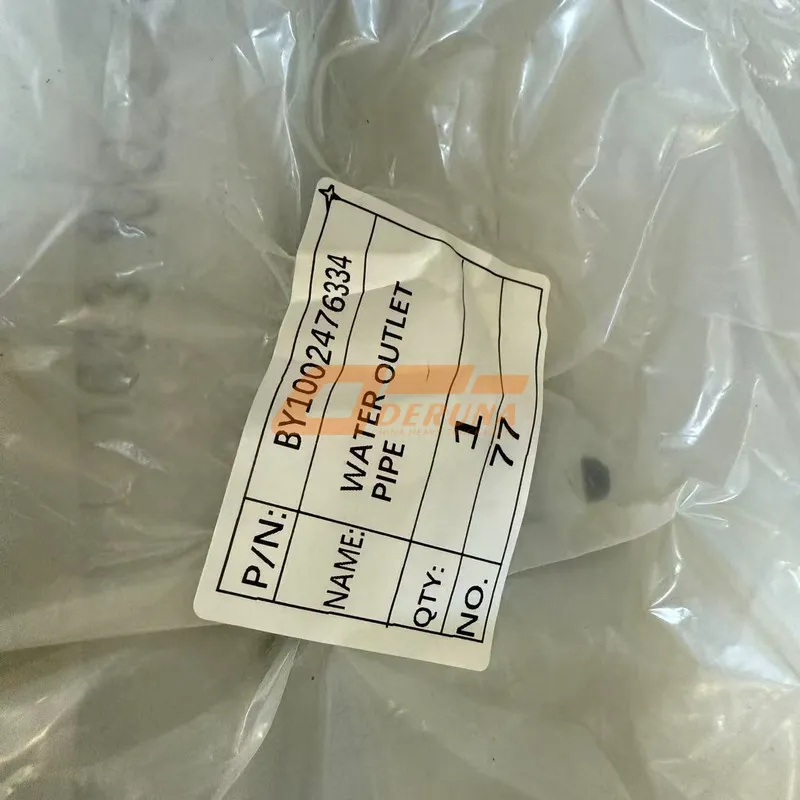 P/N: BY1002476334
NAME: WATER OUTLET
PIPE
QTY: 1
NO. 77
DERUNA